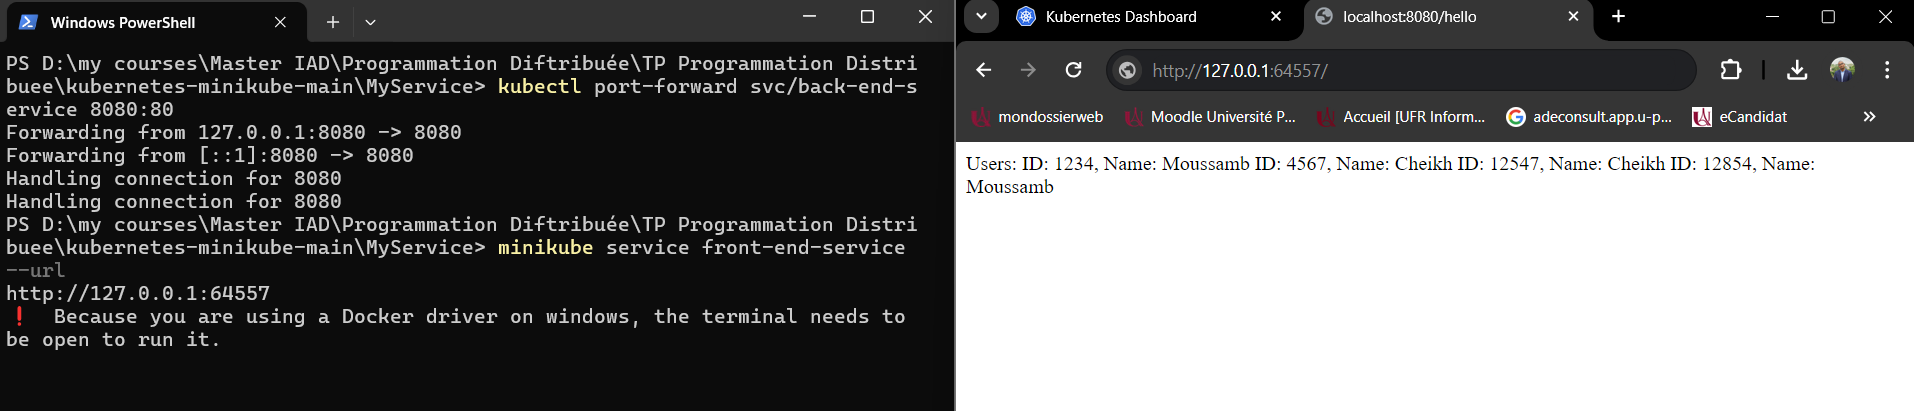 Windows PowerShell
PS D:\my courses\Master IAD\Programmation Diftribuée\TP Programmation Distri
buee\kubernetes-minikube-main\MyService> kubectl port-forward svc/back-end-s
ervice 8080:80
Forwarding from 127.0.0.1:8080 -> 8080
Forwarding from [::1]:8080 -> 8080
Handling connection for 8080
Handling connection for 8080
PS D:\my courses\Master IAD\Programmation Diftribuée\TP Programmation Distri
buee\kubernetes-minikube-main\MyService> minikube service front-end-service
--url
http://127.0.0.1:64557
! Because you are using a Docker driver on windows, the terminal needs to
be open to run it.
Kubernetes Dashboard
localhost:8080/hello
http://127.0.0.1:64557/
mondossierweb
Moodle Université P...
Accueil [UFR Inform...
adeconsult.app.u-p...
eCandidat
Users: ID: 1234, Name: Moussamb ID: 4567, Name: Cheikh ID: 12547, Name: Cheikh ID: 12854, Name:
Moussamb